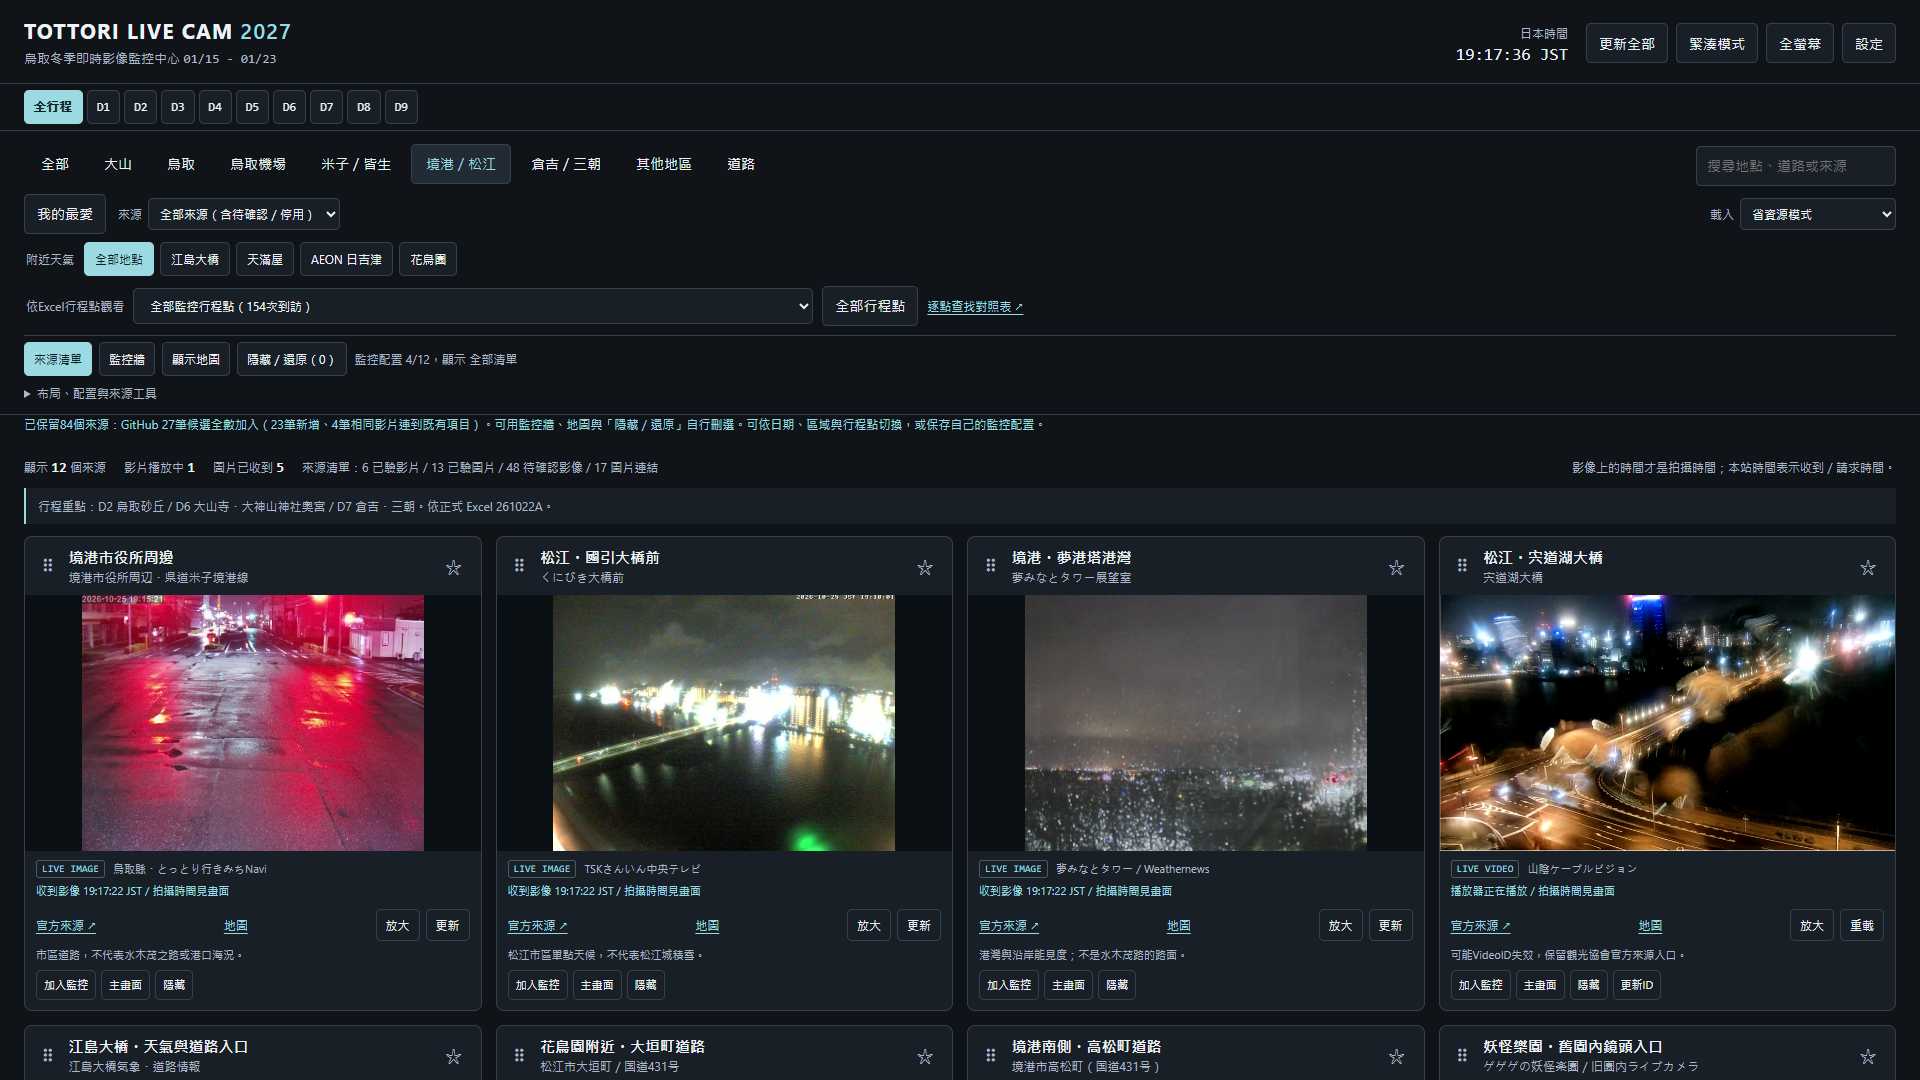 TOTTORI LIVE CAM 2027
鳥取冬季即時影像監控中心 01/15 - 01/23
日本時間
19:17:36 JST
更新全部
緊湊模式
全螢幕
設定
全行程
D1
D2
D3
D4
D5
D6
D7
D8
D9
全部
大山
鳥取
鳥取機場
米子 / 皆生
境港 / 松江
倉吉 / 三朝
其他地區
道路
搜尋地點、道路或來源
我的最愛
來源
全部來源（含待確認 / 停用）
載入
省資源模式
附近天氣
全部地點
江島大橋
天滿屋
AEON 日吉津
花鳥園
依Excel行程點觀看
全部監控行程點（154次到訪）
全部行程點
逐點查找對照表 ↗
來源清單
監控牆
顯示地圖
隱藏 / 還原（0）
監控配置 4/12，顯示 全部清單
▶ 布局、配置與來源工具
已保留84個來源：GitHub 27筆候選全數加入（23筆新增、4筆相同影片連到既有項目）。可用監控牆、地圖與「隱藏 / 還原」自行刪選。可依日期、區域與行程點切換，或保存自己的監控配置。
顯示 12 個來源
影片播放中 1
圖片已收到 5
來源清單：6 已驗影片 / 13 已驗圖片 / 48 待確認影像 / 17 圖片連結
影像上的時間才是拍攝時間；本站時間表示收到 / 請求時間。
行程重點：D2 鳥取砂丘 / D6 大山寺・大神山神社奧宮 / D7 倉吉・三朝。依正式 Excel 261022A。
境港市役所周邊
境港市役所周辺・県道米子境港線
2026-10-25 19:15:21
LIVE IMAGE 鳥取縣・とっとり行きみちNavi
收到影像 19:17:22 JST / 拍攝時間見畫面
官方來源 ↗
地圖
放大
更新
市區道路，不代表水木茂之路或港口海況。
加入監控
主畫面
隱藏
松江・國引大橋前
くにびき大橋前
2026-10-25 JST 19:10:01
LIVE IMAGE TSKさんいん中央テレビ
收到影像 19:17:22 JST / 拍攝時間見畫面
官方來源 ↗
地圖
放大
更新
松江市區單點天候，不代表松江城積雪。
加入監控
主畫面
隱藏
境港・夢港塔港灣
夢みなとタワー展望室
LIVE IMAGE 夢みなとタワー / Weathernews
收到影像 19:17:22 JST / 拍攝時間見畫面
官方來源 ↗
地圖
放大
更新
港灣與沿岸能見度；不是水木茂路的路面。
加入監控
主畫面
隱藏
松江・宍道湖大橋
宍道湖大橋
LIVE VIDEO 山陰ケーブルビジョン
播放器正在播放 / 拍攝時間見畫面
官方來源 ↗
地圖
放大
重載
可能VideoID失效，保留觀光協會官方來源入口。
加入監控
主畫面
隱藏
更新ID
江島大橋・天氣與道路入口
江島大橋気象・道路情報
花鳥園附近・大垣町道路
松江市大垣町 / 国道431号
境港南側・高松町道路
境港市高松町（国道431号）
妖怪樂園・舊園內鏡頭入口
ゲゲゲの妖怪楽園 / 旧園内ライブカメラ